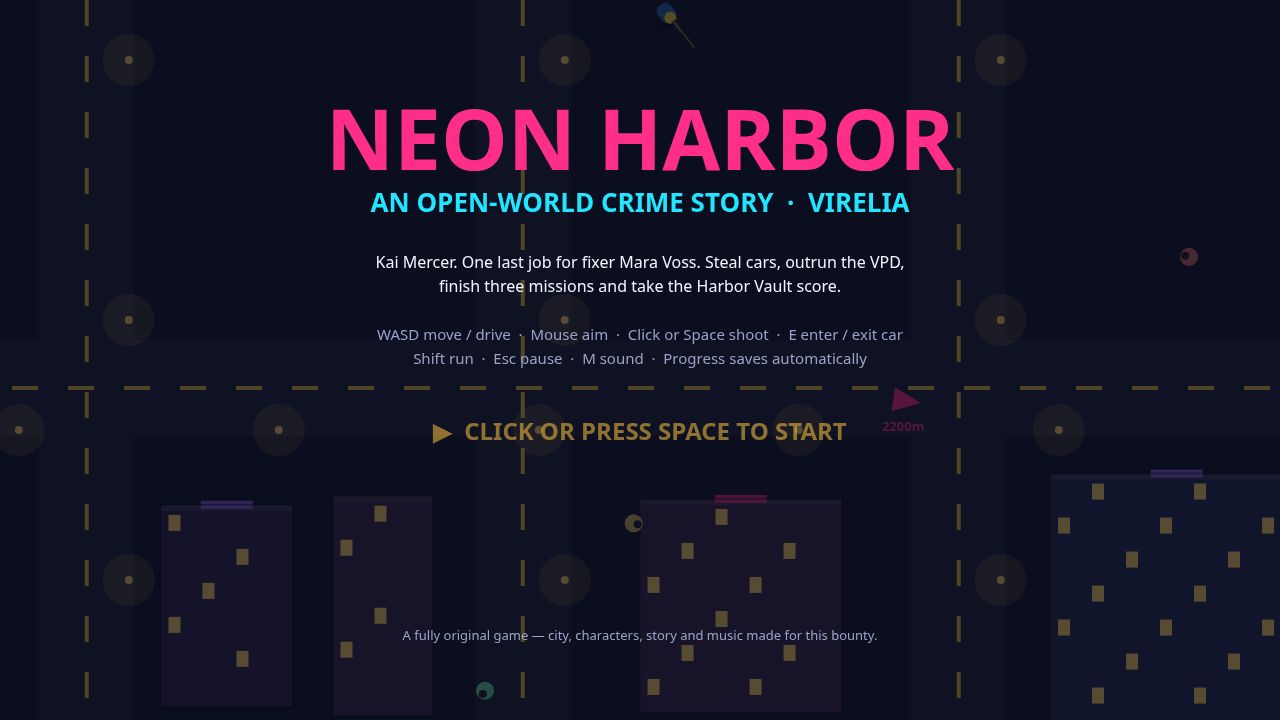 NEON HARBOR
AN OPEN-WORLD CRIME STORY · VIRELIA
Kai Mercer. One last job for fixer Mara Voss. Steal cars, outrun the VPD,
finish three missions and take the Harbor Vault score.
WASD move / drive · Mouse aim · Click or Space shoot · E enter / exit car
Shift run · Esc pause · M sound · Progress saves automatically
2200m
▶ CLICK OR PRESS SPACE TO START
A fully original game — city, characters, story and music made for this bounty.